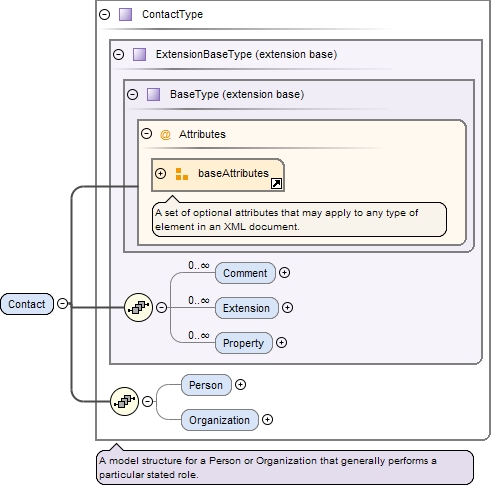 ContactType
ExtensionBaseType (extension base)
BaseType (extension base)
@ Attributes
baseAttributes
A set of optional attributes that may apply to any type of
element in an XML document.
0..∞
Comment
0..∞
Extension
Contact
0..∞
Property
Person
Organization
A model structure for a Person or Organization that generally performs a
particular stated role.